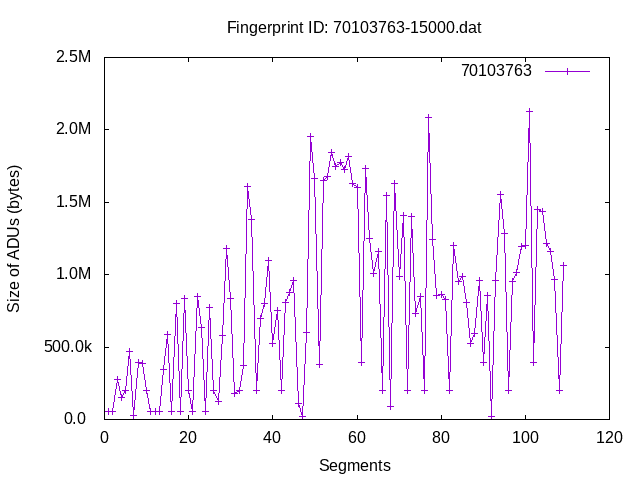 Fingerprint ID: 70103763-15000.dat
70103763
Size of ADUs (bytes)
2.5M
2.0M
1.5M
1.0M
500.0k
0.0
0 20 40 60 80 100 120
Segments